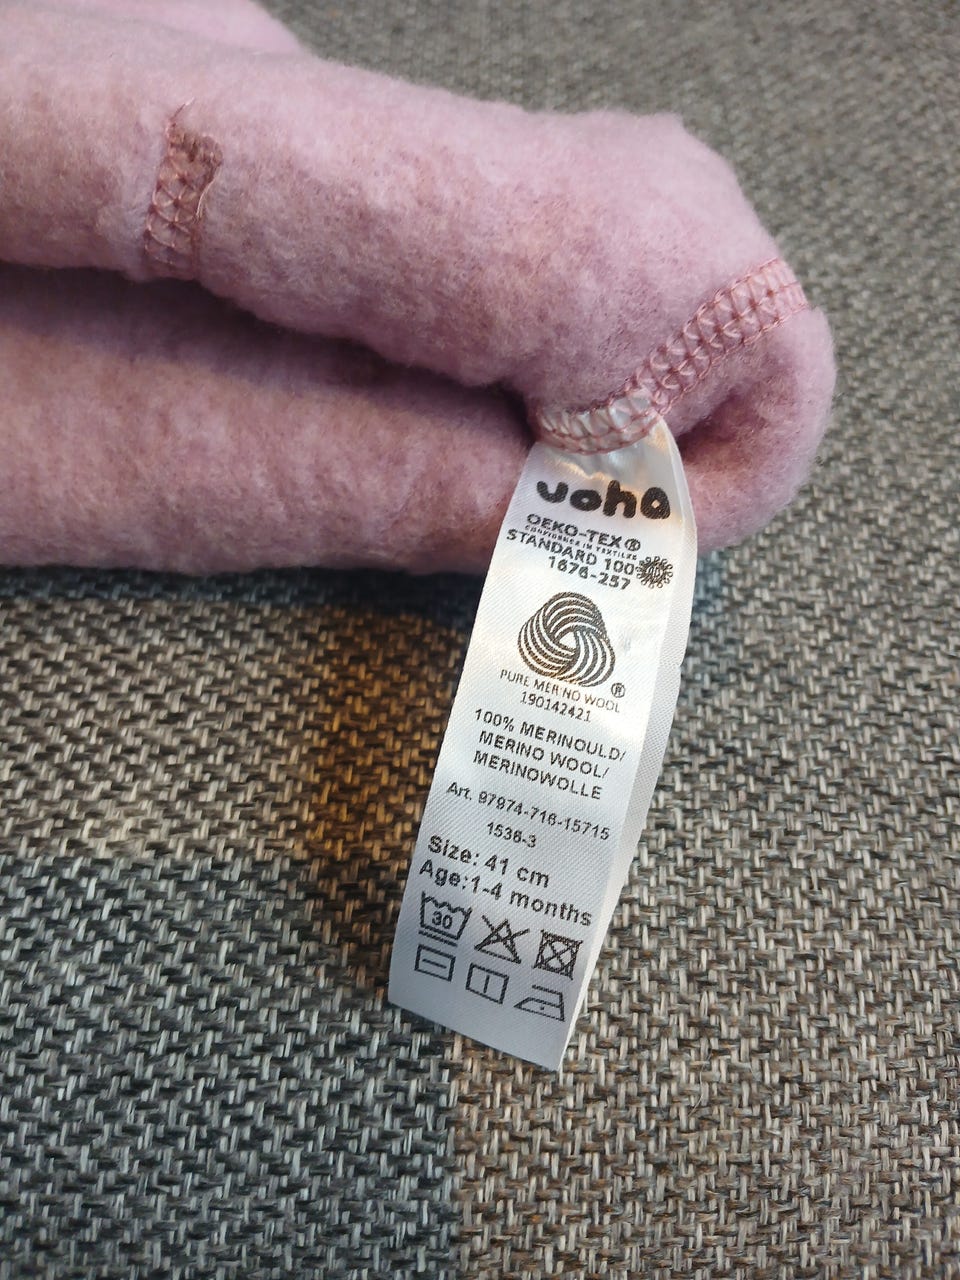 joha
OEKO-TEX®
CONFIDENCE IN TEXTILES
STANDARD 100
1676-257
PURE MERINO WOOL ®
190142421
100% MERINOULD/
MERINO WOOL/
MERINOWOLLE
Art. 97974-716-15715
1536-3
Size: 41 cm
Age:1-4 months
30